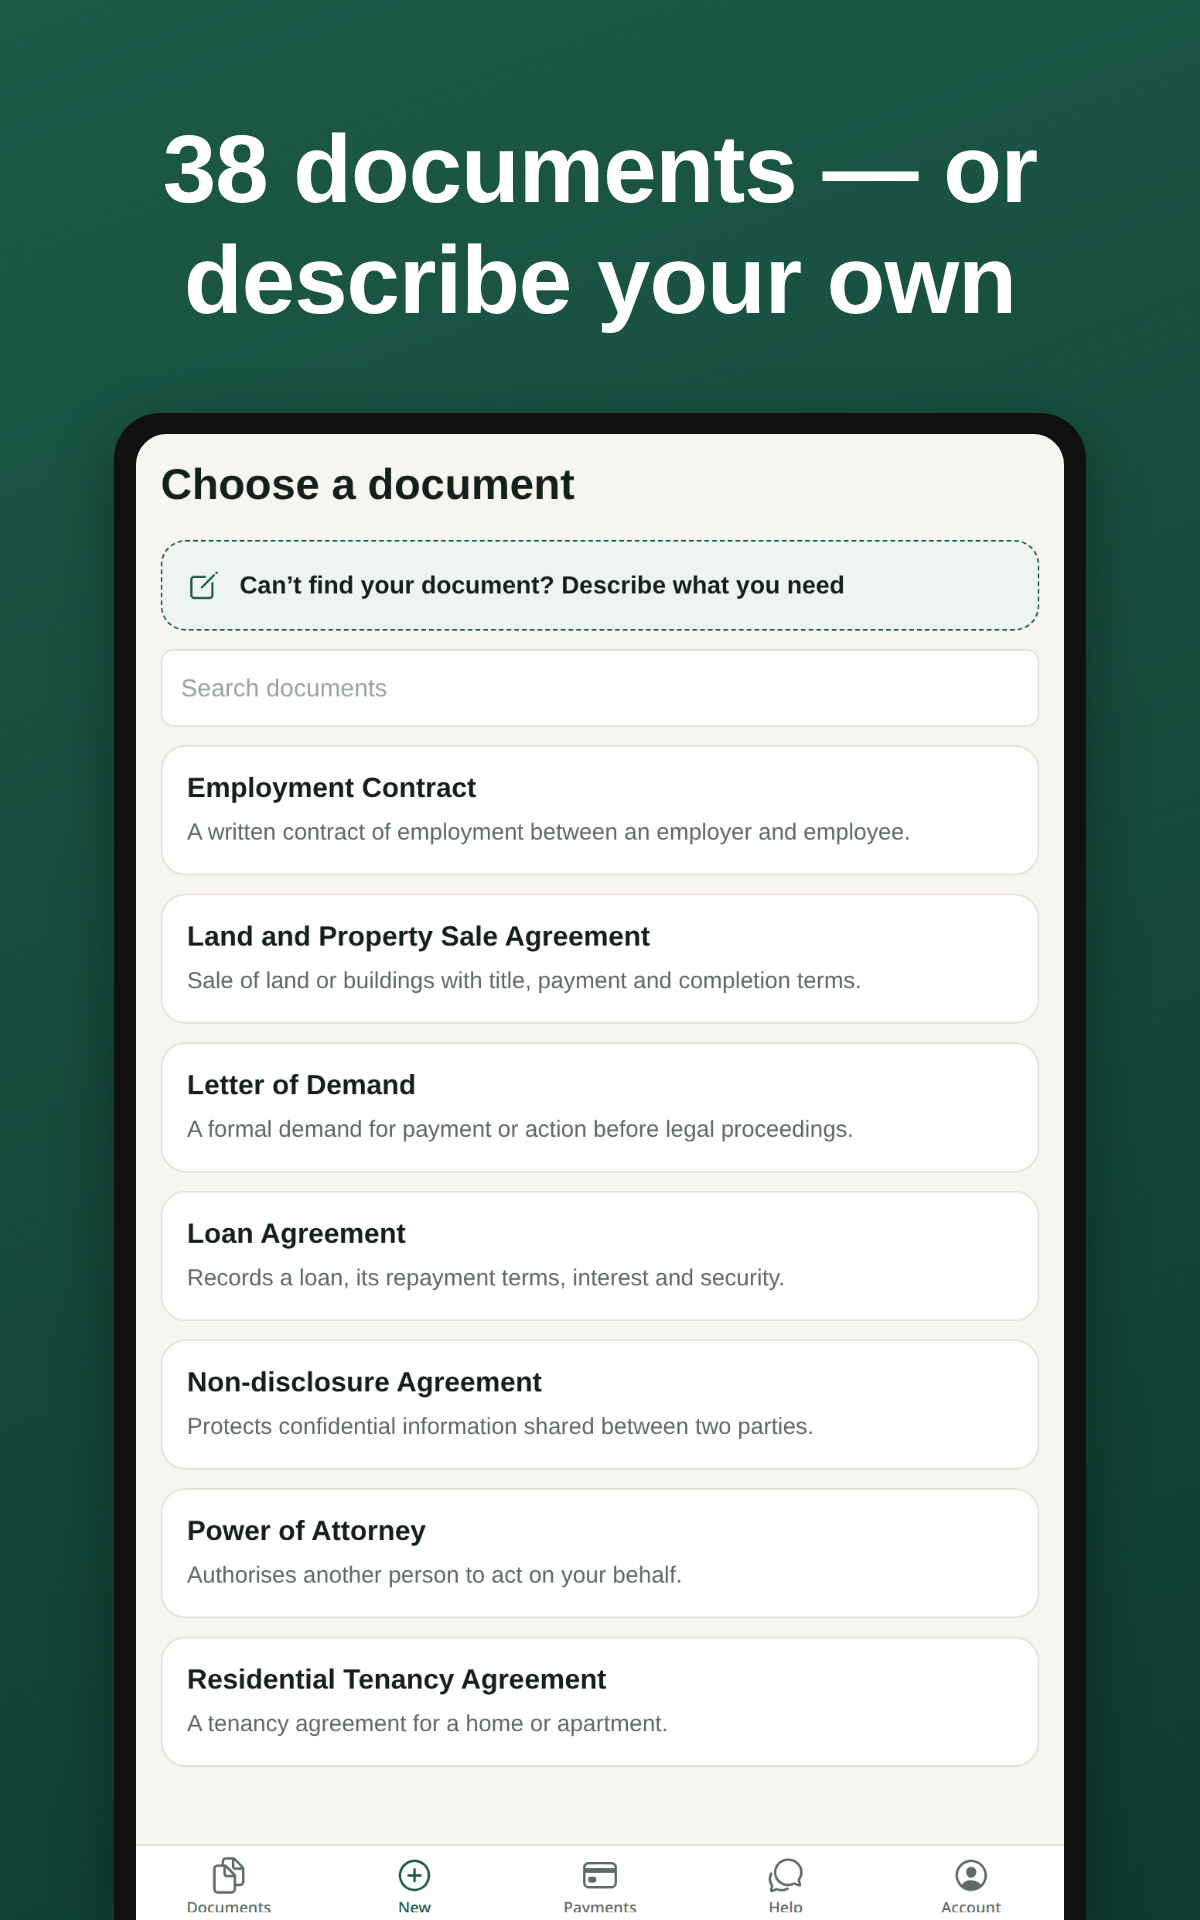 38 documents — or
describe your own
Choose a document
Can’t find your document? Describe what you need
Search documents
Employment Contract
A written contract of employment between an employer and employee.
Land and Property Sale Agreement
Sale of land or buildings with title, payment and completion terms.
Letter of Demand
A formal demand for payment or action before legal proceedings.
Loan Agreement
Records a loan, its repayment terms, interest and security.
Non-disclosure Agreement
Protects confidential information shared between two parties.
Power of Attorney
Authorises another person to act on your behalf.
Residential Tenancy Agreement
A tenancy agreement for a home or apartment.
Documents New Payments Help Account